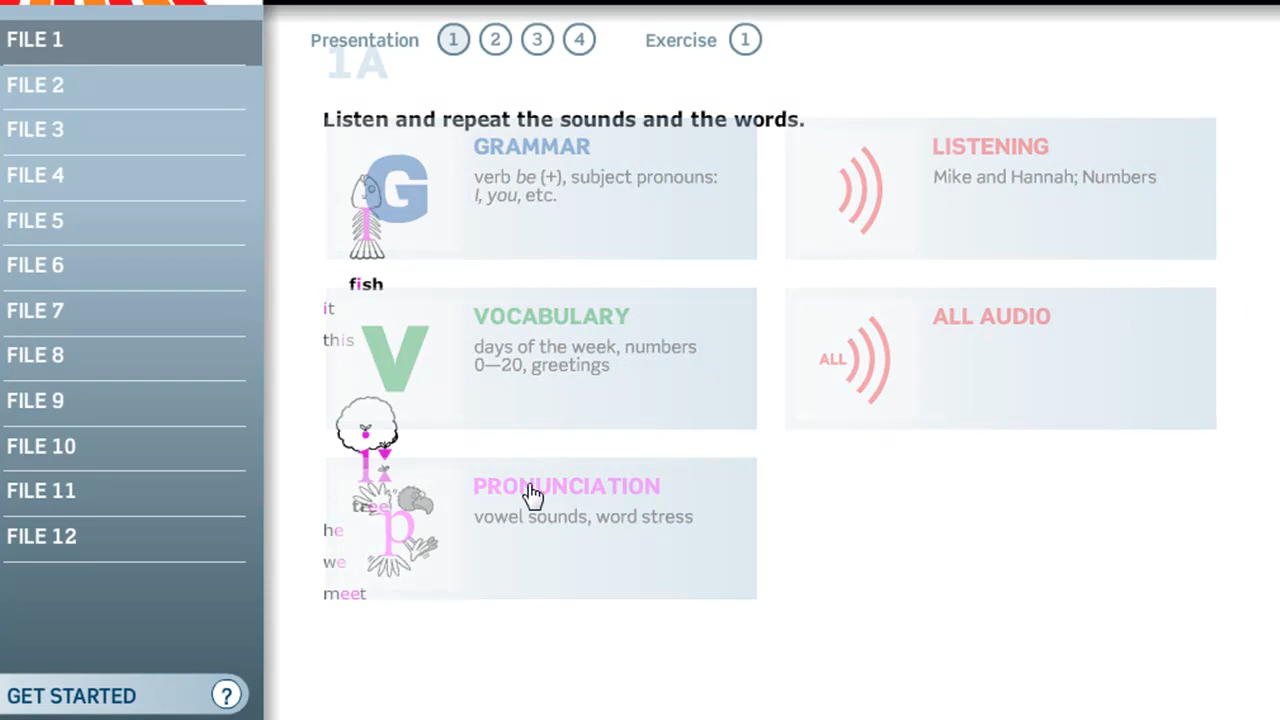 FILE 1
FILE 2
FILE 3
FILE 4
FILE 5
FILE 6
FILE 7
FILE 8
FILE 9
FILE 10
FILE 11
FILE 12
GET STARTED ?
Presentation 1 2 3 4 Exercise 1
1A
Listen and repeat the sounds and the words.
G
GRAMMAR
verb be (+), subject pronouns:
I, you, etc.
LISTENING
Mike and Hannah; Numbers
fish
it
this
V
VOCABULARY
days of the week, numbers
0—20, greetings
ALL
ALL AUDIO
tree
he
we
meet
p
PRONUNCIATION
vowel sounds, word stress